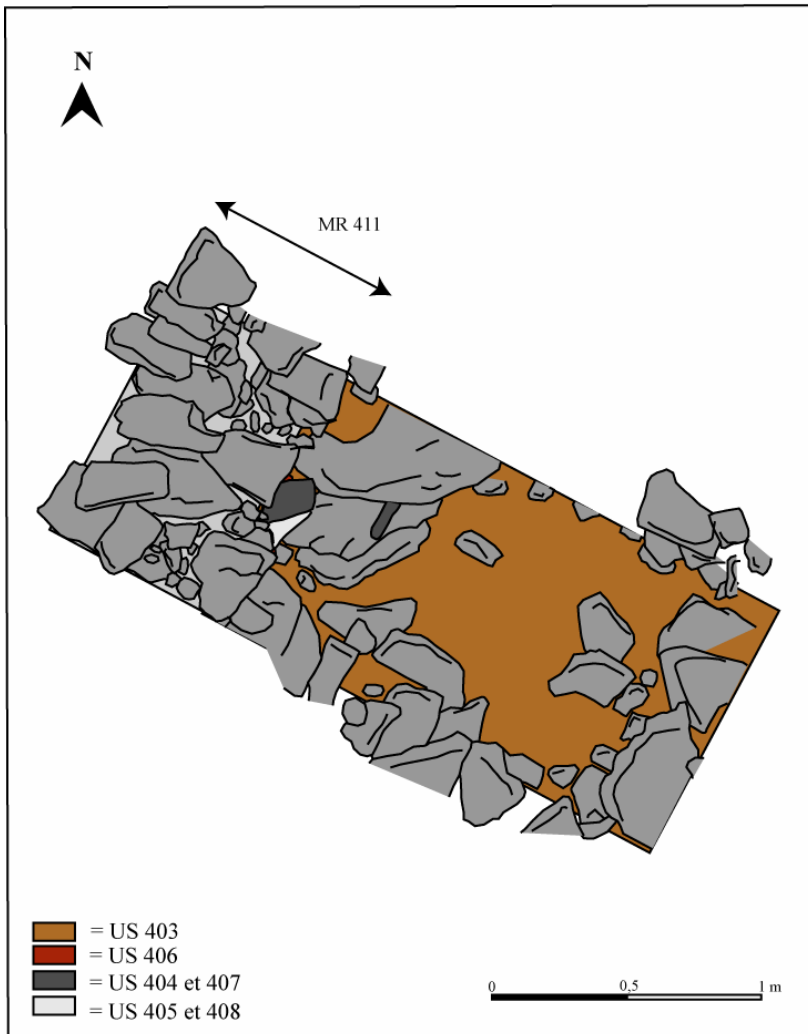 N
MR 411
= US 403
= US 406
= US 404 et 407
= US 405 et 408
0 0,5 1 m